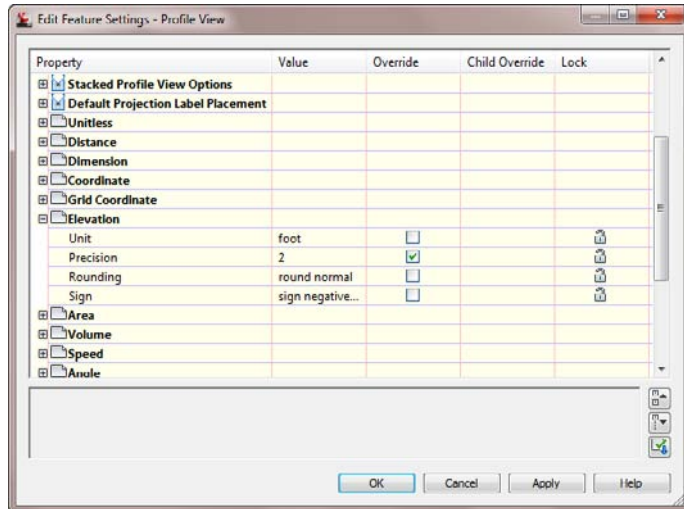 Edit Feature Settings - Profile View
Property Value Override Child Override Lock
Stacked Profile View Options
Default Projection Label Placement
Unitless
Distance
Dimension
Coordinate
Grid Coordinate
Elevation
Unit foot
Precision 2
Rounding round normal
Sign sign negative...
Area
Volume
Speed
Angle
OK Cancel Apply Help